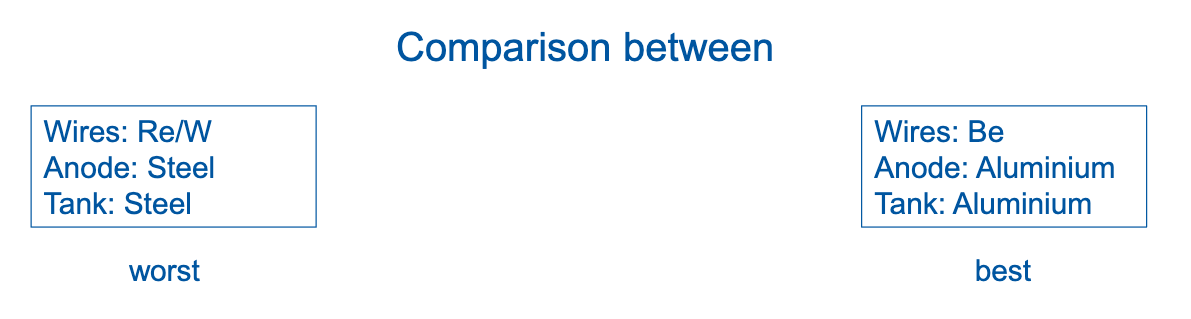 Comparison between
Wires: Re/W
Anode: Steel
Tank: Steel
worst
Wires: Be
Anode: Aluminium
Tank: Aluminium
best